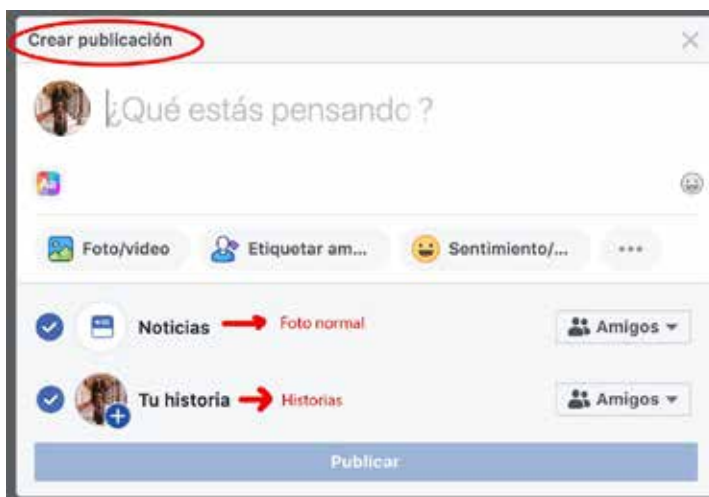 Crear publicación
¿Qué estás pensando ?
Aa
Foto/video Etiquetar am... Sentimiento/... ...
Noticias Foto normal Amigos
Tu historia Historias Amigos
Publicar